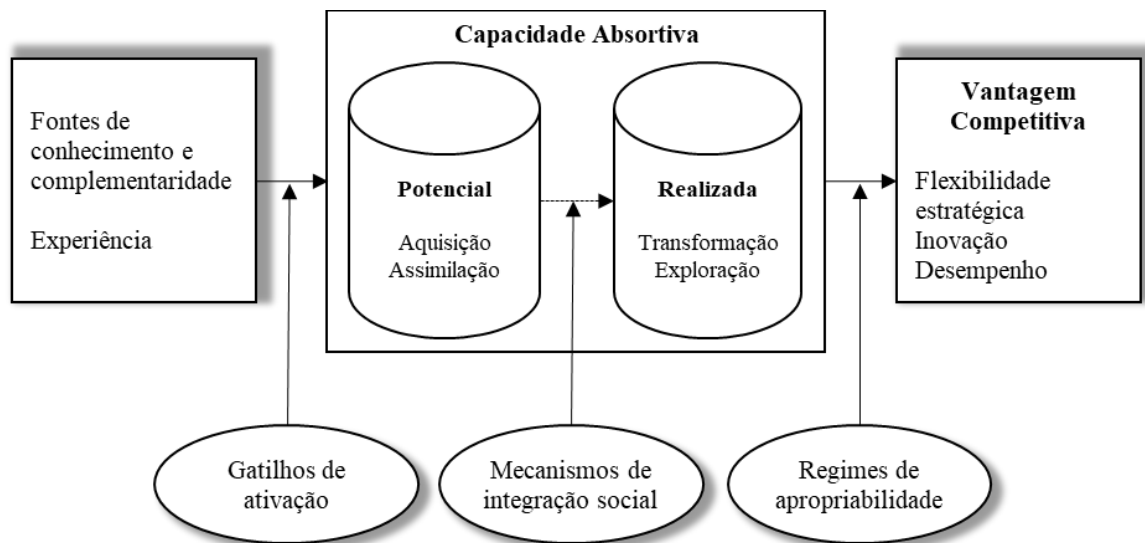 Capacidade Absortiva
Fontes de
conhecimento e
complementaridade
Experiência
Potencial
Aquisição
Assimilação
Realizada
Transformação
Exploração
Vantagem
Competitiva
Flexibilidade
estratégica
Inovação
Desempenho
Gatilhos de
ativação
Mecanismos de
integração social
Regimes de
apropriabilidade